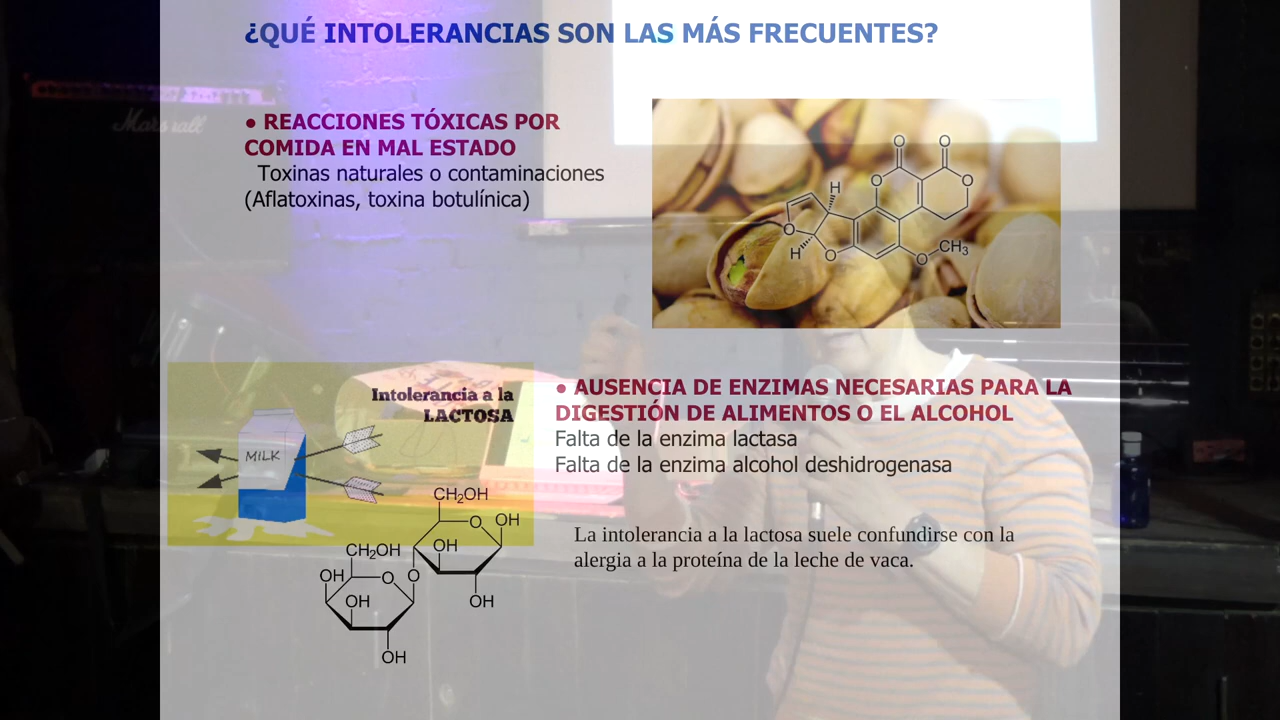 ¿QUÉ INTOLERANCIAS SON LAS MÁS FRECUENTES?
● REACCIONES TÓXICAS POR
COMIDA EN MAL ESTADO
Toxinas naturales o contaminaciones
(Aflatoxinas, toxina botulínica)
O O
O O
H
O
H
O O CH3
Marshall
Intolerancia a la
LACTOSA
MILK
● AUSENCIA DE ENZIMAS NECESARIAS PARA LA
DIGESTIÓN DE ALIMENTOS O EL ALCOHOL
Falta de la enzima lactasa
Falta de la enzima alcohol deshidrogenasa
CH2OH
O OH
OH
CH2OH
OH O O
OH
OH
OH
La intolerancia a la lactosa suele confundirse con la
alergia a la proteína de la leche de vaca.